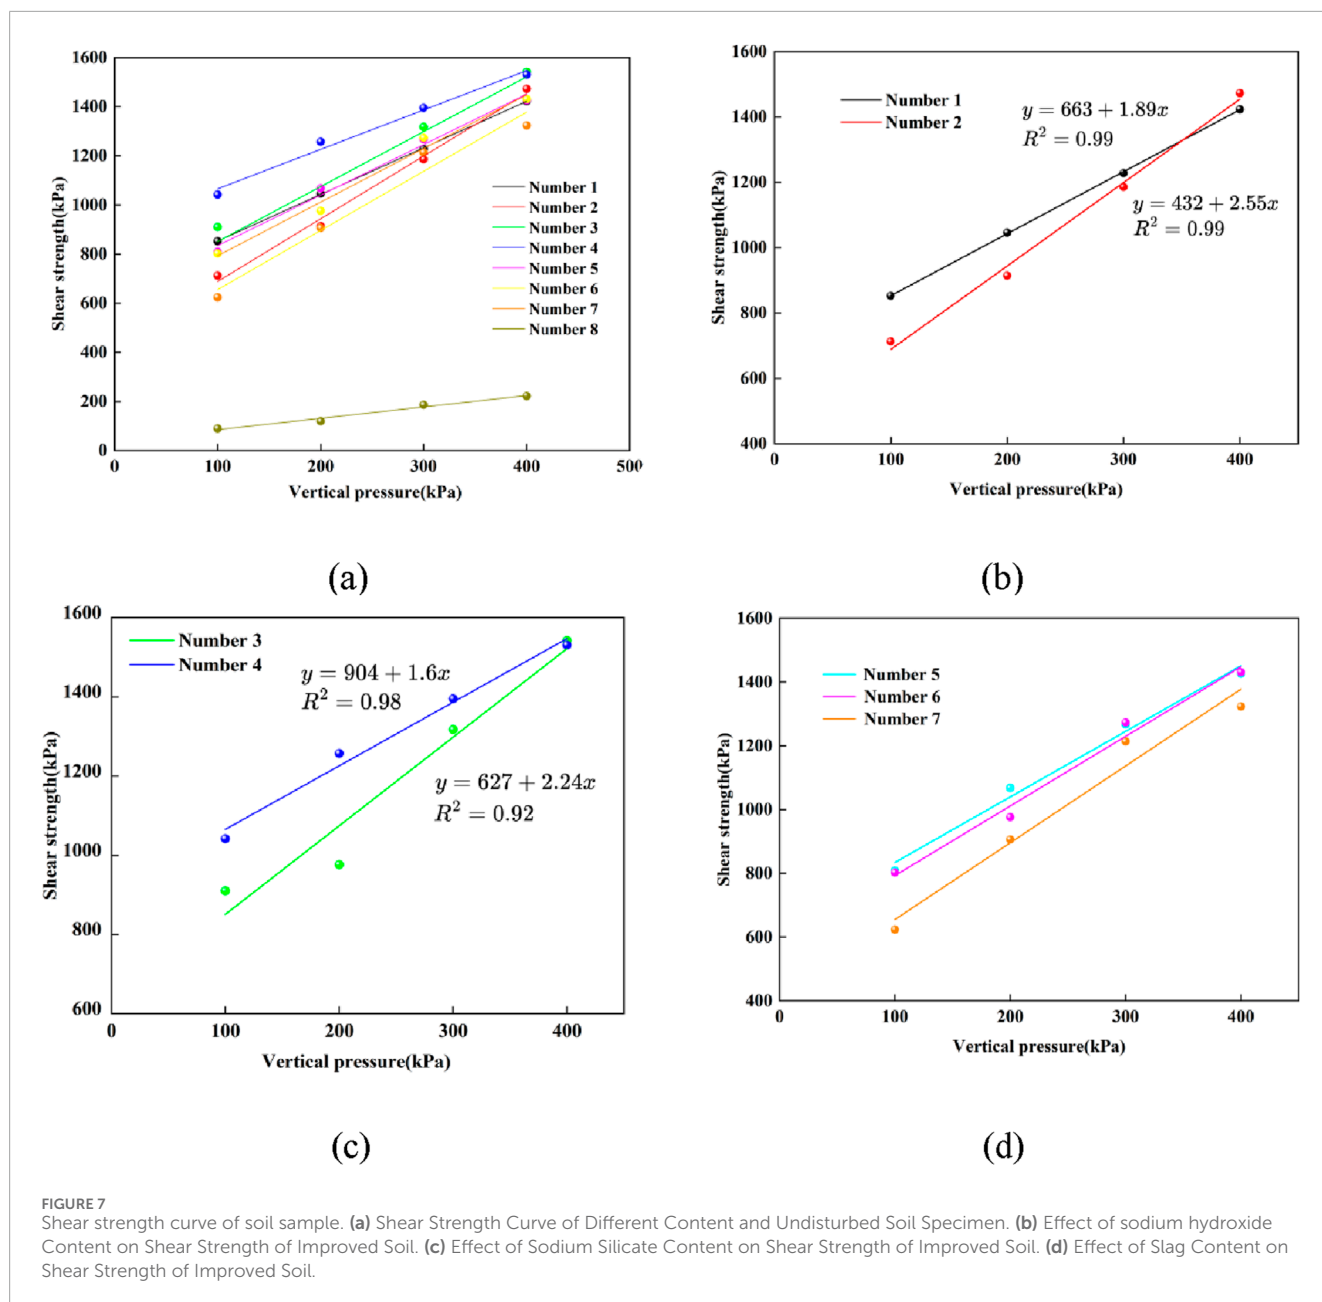 1600
1400
1200
1000
800
600
400
200
0
Shear strength(kPa)
Number 1
Number 2
Number 3
Number 4
Number 5
Number 6
Number 7
Number 8
0 100 200 300 400 500
Vertical pressure(kPa)
(a)
1600
1400
1200
1000
800
600
400
Shear strength(kPa)
Number 1
Number 2
y = 663 + 1.89x
R² = 0.99
y = 432 + 2.55x
R² = 0.99
0 100 200 300 400
Vertical pressure(kPa)
(b)
1600
1400
1200
1000
800
600
Shear strength(kPa)
Number 3
Number 4
y = 904 + 1.6x
R² = 0.98
y = 627 + 2.24x
R² = 0.92
0 100 200 300 400
Vertical pressure(kPa)
(c)
1600
1400
1200
1000
800
600
400
Shear strength(kPa)
Number 5
Number 6
Number 7
0 100 200 300 400
Vertical pressure(kPa)
(d)
FIGURE 7
Shear strength curve of soil sample. (a) Shear Strength Curve of Different Content and Undisturbed Soil Specimen. (b) Effect of sodium hydroxide
Content on Shear Strength of Improved Soil. (c) Effect of Sodium Silicate Content on Shear Strength of Improved Soil. (d) Effect of Slag Content on
Shear Strength of Improved Soil.